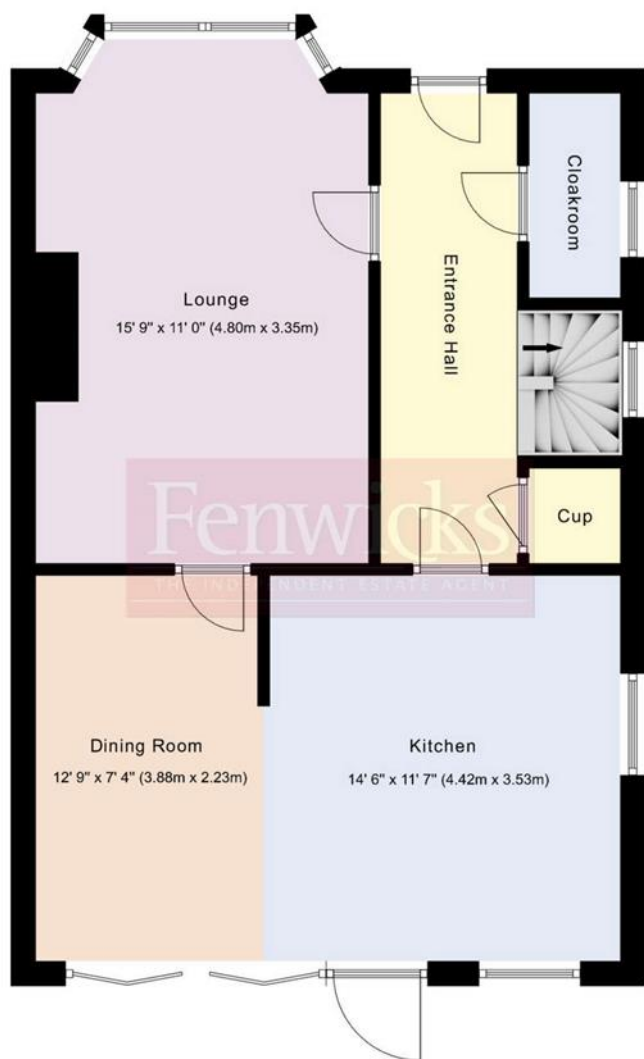 Cloakroom
Lounge
15' 9" x 11' 0" (4.80m x 3.35m)
Entrance Hall
Fenwicks
THE INDEPENDENT ESTATE AGENT
Cup
Dining Room
12' 9" x 7' 4" (3.88m x 2.23m)
Kitchen
14' 6" x 11' 7" (4.42m x 3.53m)